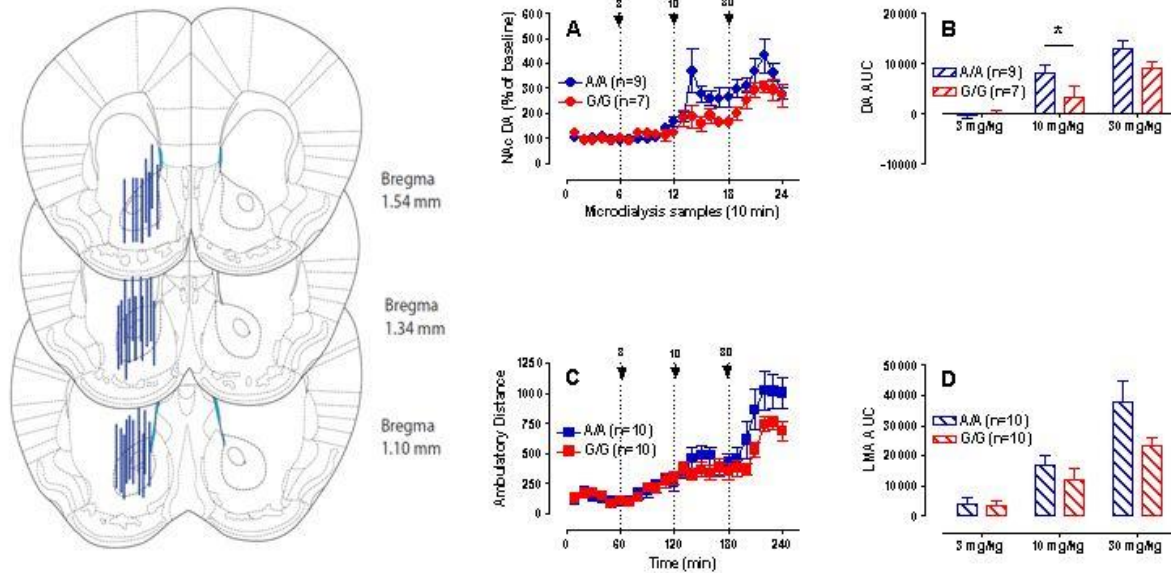 Bregma
1.54 mm
Bregma
1.34 mm
Bregma
1.10 mm
A
3 10 30
NAc DA (% of baseline)
600
500
400
300
200
100
0
A/A (n=9)
G/G (n=7)
0 6 12 18 24
Microdialysis samples (10 min)
B
DA AUC
20000
10000
0
-10000
*
A/A (n=9)
G/G (n=7)
3 mg/kg 10 mg/kg 30 mg/kg
C
3 10 30
Ambulatory Distance
1250
1000
750
500
250
0
A/A (n=10)
G/G (n=10)
0 60 120 180 240
Time (min)
D
LMA AUC
50000
40000
30000
20000
10000
0
A/A (n=10)
G/G (n=10)
3 mg/kg 10 mg/kg 30 mg/kg